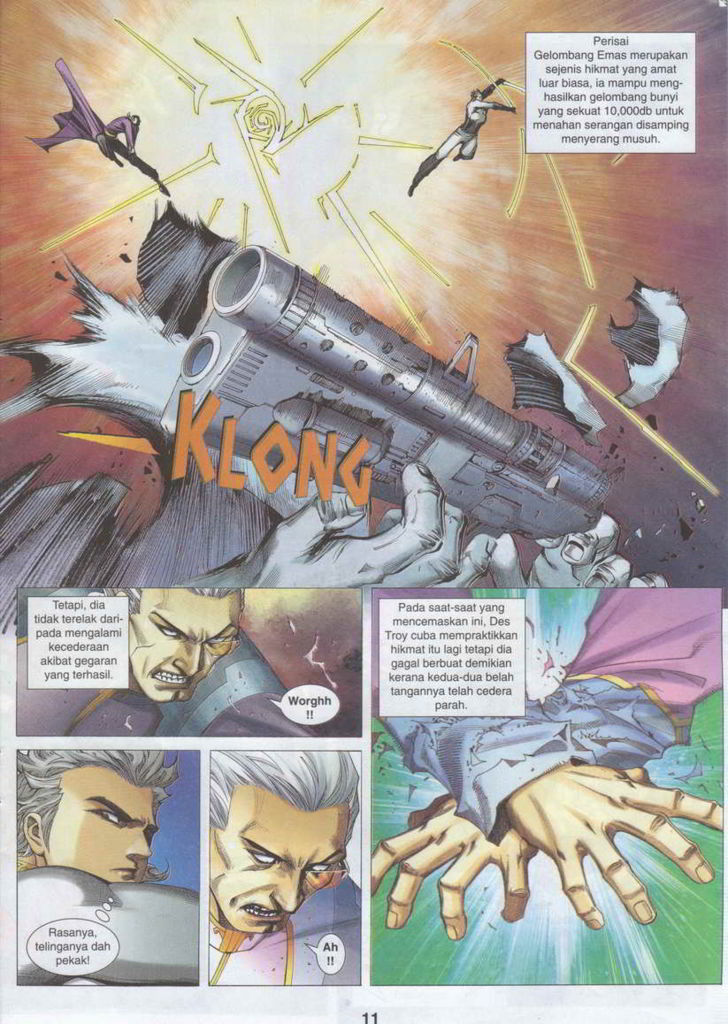 KLONG
Perisai
Gelombang Emas merupakan
sejenis hikmat yang amat
luar biasa, ia mampu meng-
hasilkan gelombang bunyi
yang sekuat 10,000db untuk
menahan serangan disamping
menyerang musuh.
Tetapi, dia
tidak terelak dari-
pada mengalami
kecederaan
akibat gegaran
yang terhasil.
Worghh
!!
Pada saat-saat yang
mencemaskan ini, Des
Troy cuba mempraktikkan
hikmat itu lagi tetapi dia
gagal berbuat demikian
kerana kedua-dua belah
tangannya telah cedera
parah.
Rasanya,
telinganya dah
pekak!
Ah
!!
11